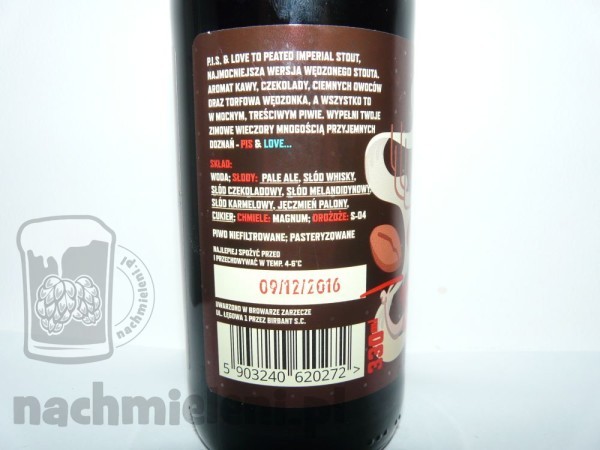 P.I.S. & LOVE TO PEATED IMPERIAL STOUT,
NAJMOCNIEJSZA WERSJA WĘDZONEGO STOUTA.
AROMAT KAWY, CZEKOLADY, CIEMNYCH OWOCÓW
ORAZ TORFOWA WĘDZONKA, A WSZYSTKO TO
W MOCNYM, TREŚCIWYM PIWIE. WYPEŁNI TWOJE
ZIMOWE WIECZORY MNOGOŚCIĄ PRZYJEMNYCH
DOZNAŃ - PIS & LOVE...
SKŁAD:
WODA; SŁODY: PALE ALE, SŁÓD WHISKY,
SŁÓD CZEKOLADOWY, SŁÓD MELANOIDYNOWY,
SŁÓD KARMELOWY, JĘCZMIEŃ PALONY,
CUKIER; CHMIELE: MAGNUM; DROŻDŻE: S-04
PIWO NIEFILTROWANE; PASTERYZOWANE
NAJLEPIEJ SPOŻYĆ PRZED
I PRZECHOWYWAĆ W TEMP. 4-6°C
09/12/2016
UWARZONO W BROWARZE ZARZECZE
UL. ŁĘGOWA 1 PRZEZ BIRBANT S.C.
5 903240 620272 >
330ml
nachmieleni.pl
nachmieleni.pl